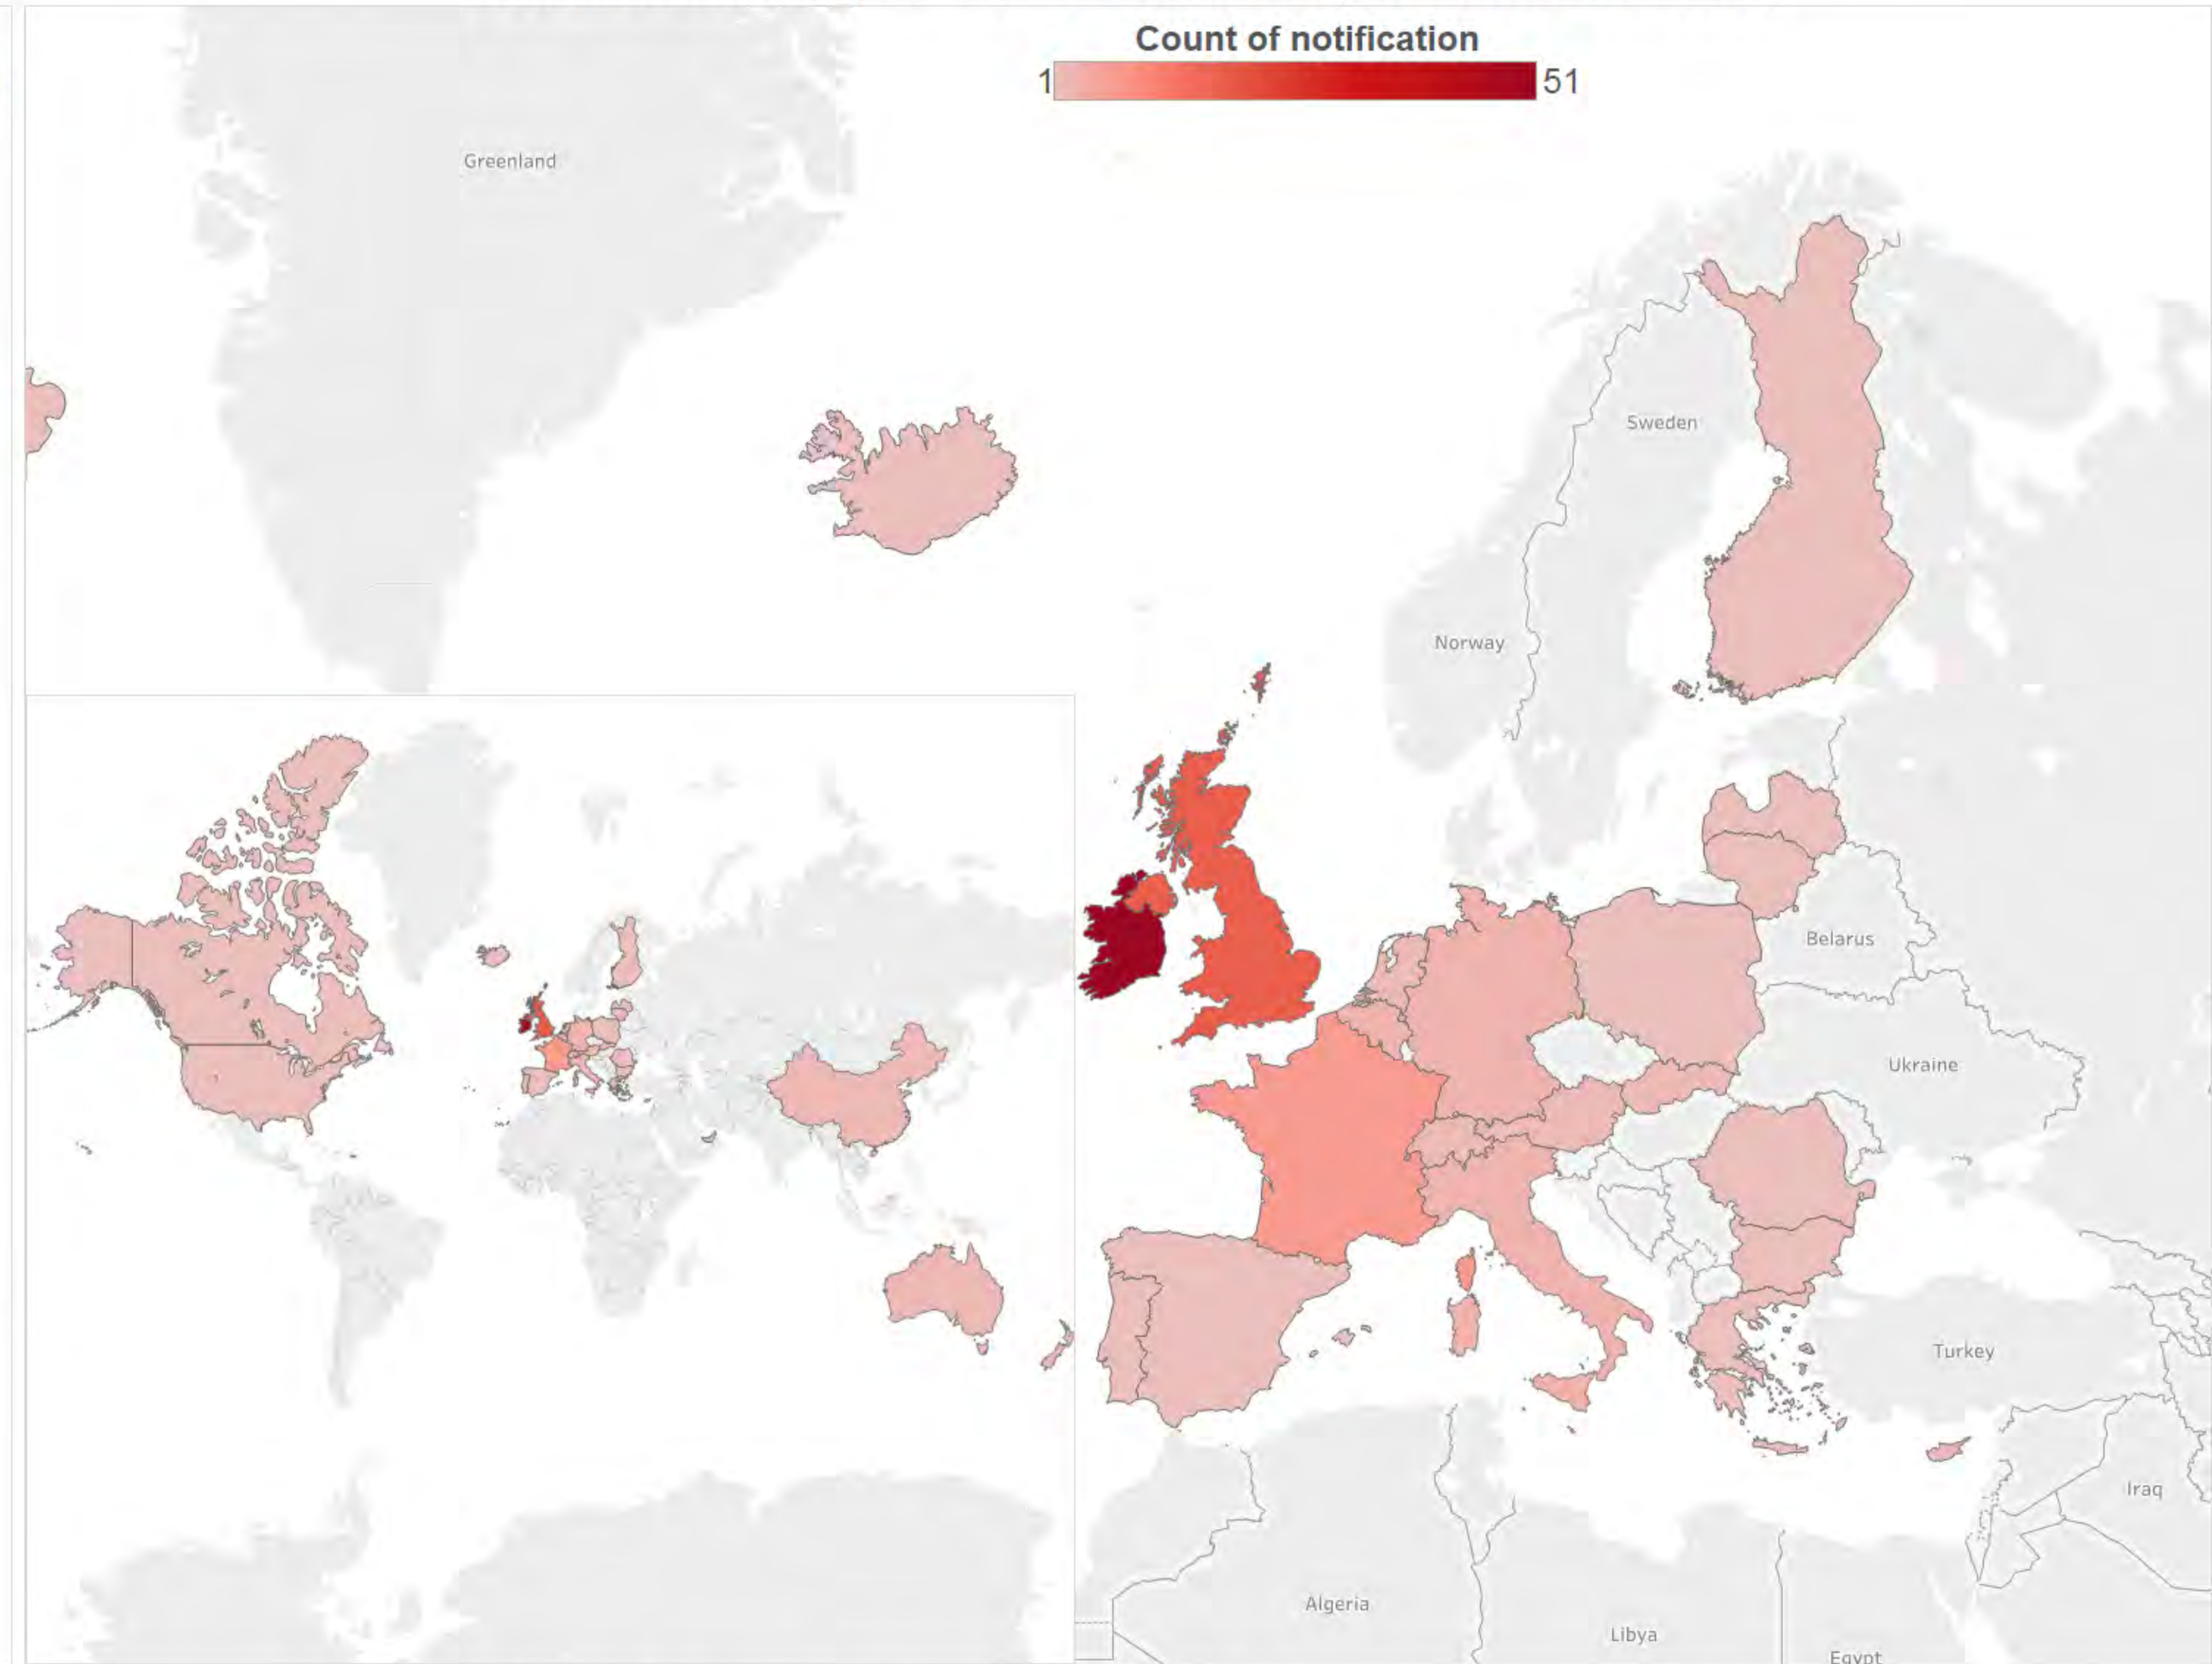 Count of notification
1 51
Greenland
Sweden
Norway
Belarus
Ukraine
Turkey
Iraq
Algeria
Libya
Egypt